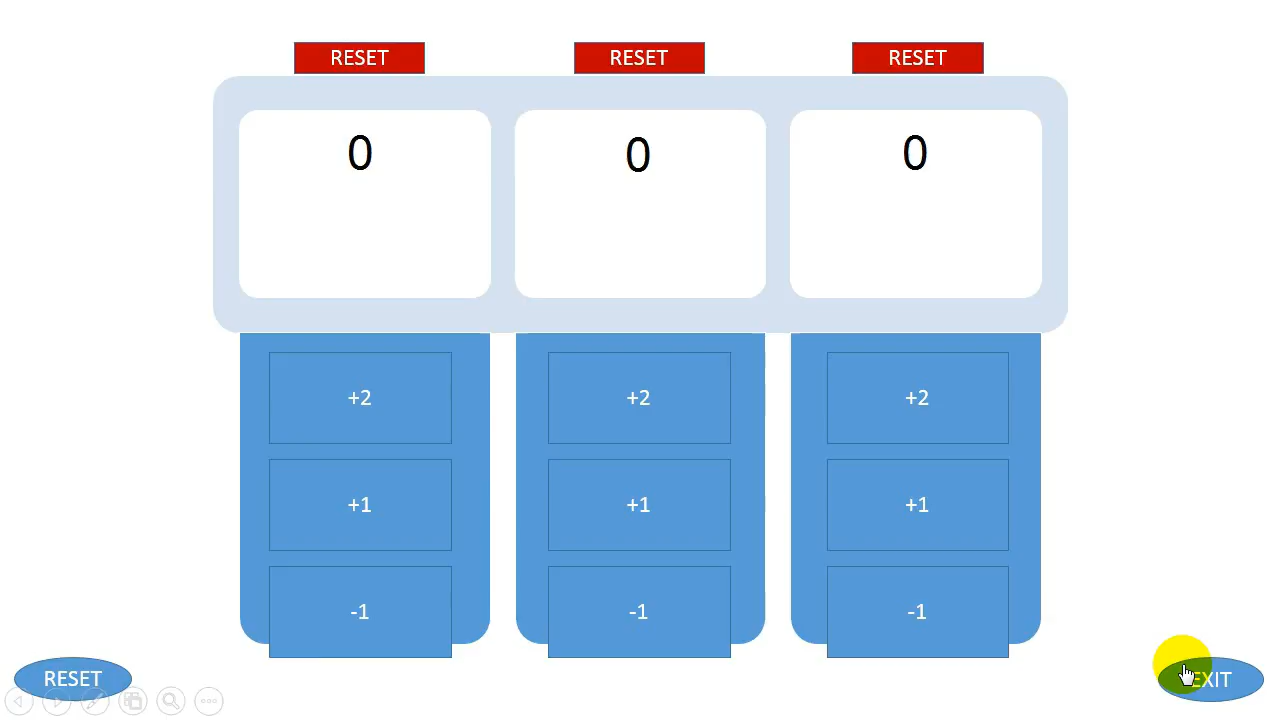 RESET RESET RESET
0 0 0
+2 +2 +2
+1 +1 +1
-1 -1 -1
RESET EXIT